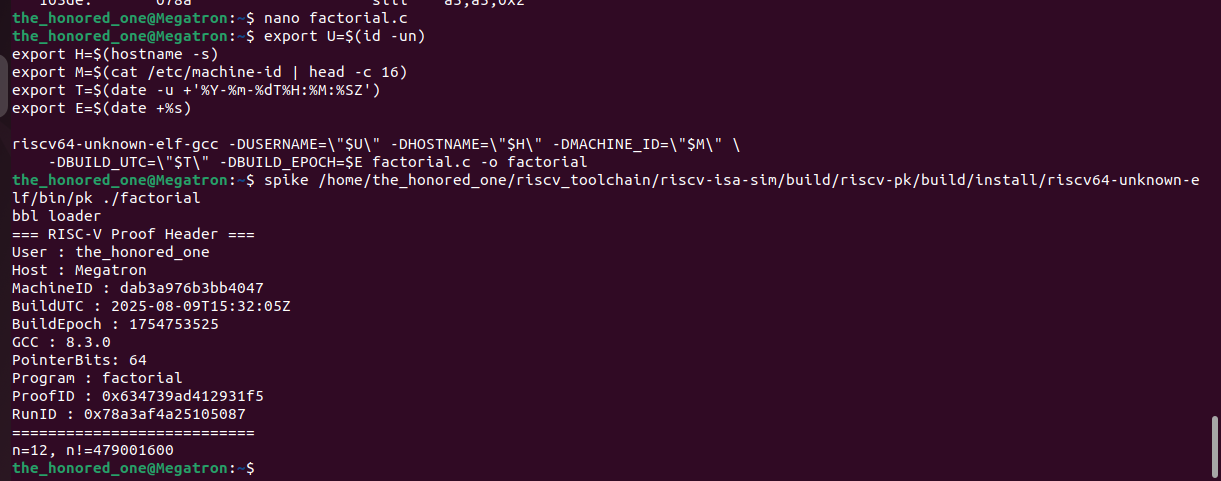 103de: 078a slli a5,a5,0x2
the_honored_one@Megatron:~$ nano factorial.c
the_honored_one@Megatron:~$ export U=$(id -un)
export H=$(hostname -s)
export M=$(cat /etc/machine-id | head -c 16)
export T=$(date -u +'%Y-%m-%dT%H:%M:%SZ')
export E=$(date +%s)
riscv64-unknown-elf-gcc -DUSERNAME=\"$U\" -DHOSTNAME=\"$H\" -DMACHINE_ID=\"$M\" \
    -DBUILD_UTC=\"$T\" -DBUILD_EPOCH=$E factorial.c -o factorial
the_honored_one@Megatron:~$ spike /home/the_honored_one/riscv_toolchain/riscv-isa-sim/build/riscv-pk/build/install/riscv64-unknown-e
lf/bin/pk ./factorial
bbl loader
=== RISC-V Proof Header ===
User : the_honored_one
Host : Megatron
MachineID : dab3a976b3bb4047
BuildUTC : 2025-08-09T15:32:05Z
BuildEpoch : 1754753525
GCC : 8.3.0
PointerBits: 64
Program : factorial
ProofID : 0x634739ad412931f5
RunID : 0x78a3af4a25105087
===========================
n=12, n!=479001600
the_honored_one@Megatron:~$